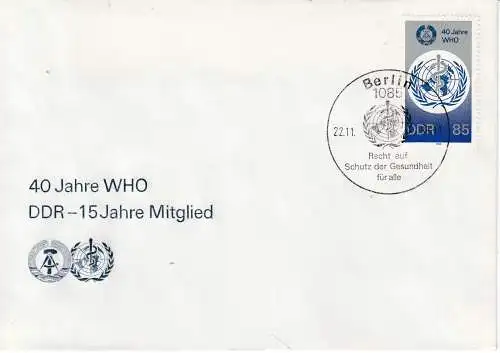 40 Jahre
WHO
DDR 85
Berlin
1085
22.11.
Recht auf
Schutz der Gesundheit
für alle
40 Jahre WHO
DDR – 15 Jahre Mitglied